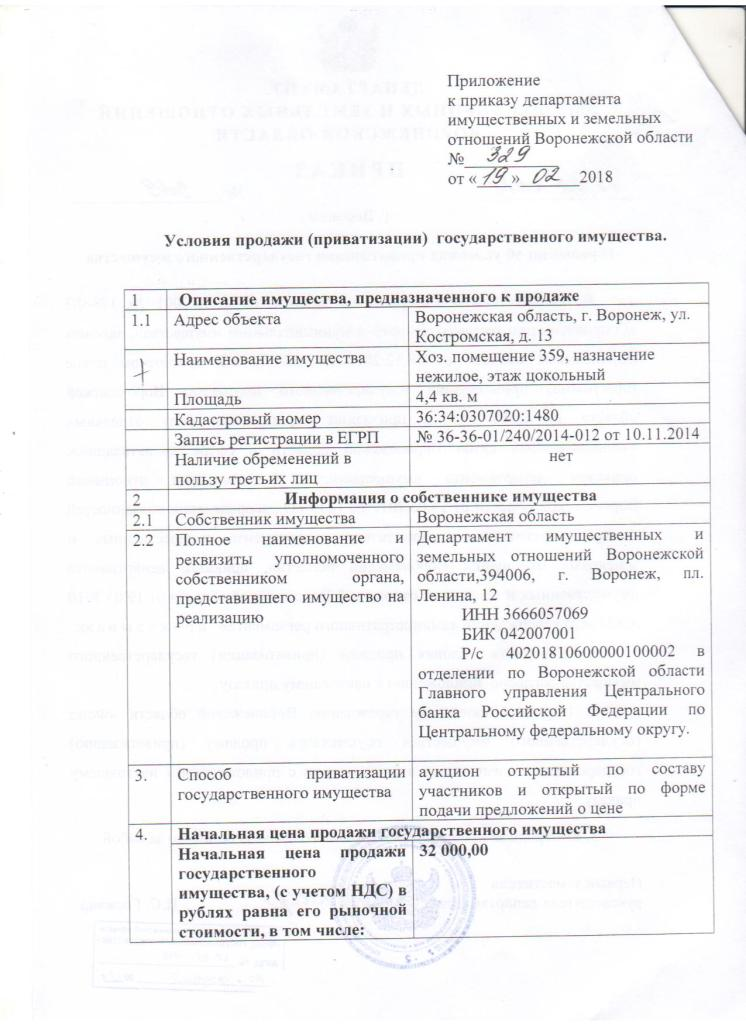 Приложение
к приказу департамента
имущественных и земельных
отношений Воронежской области
№ 329
от «19» 02 2018
Условия продажи (приватизации) государственного имущества.
1 Описание имущества, предназначенного к продаже
1.1 Адрес объекта Воронежская область, г. Воронеж, ул.
Костромская, д. 13
Наименование имущества Хоз. помещение 359, назначение
нежилое, этаж цокольный
Площадь 4,4 кв. м
Кадастровый номер 36:34:0307020:1480
Запись регистрации в ЕГРП № 36-36-01/240/2014-012 от 10.11.2014
Наличие обременений в нет
пользу третьих лиц
2 Информация о собственнике имущества
2.1 Собственник имущества Воронежская область
2.2 Полное наименование и Департамент имущественных и
реквизиты уполномоченного земельных отношений Воронежской
собственником органа, области,394006, г. Воронеж, пл.
представившего имущество на Ленина, 12
реализацию ИНН 3666057069
БИК 042007001
Р/с 40201810600000100002 в
отделении по Воронежской области
Главного управления Центрального
банка Российской Федерации по
Центральному федеральному округу.
3. Способ приватизации аукцион открытый по составу
государственного имущества участников и открытый по форме
подачи предложений о цене
4. Начальная цена продажи государственного имущества
Начальная цена продажи 32 000,00
государственного
имущества, (с учетом НДС) в
рублях равна его рыночной
стоимости, в том числе: